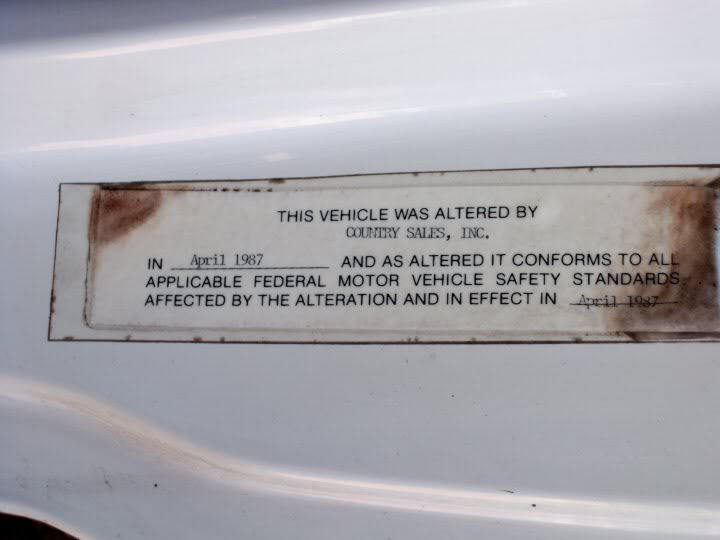 THIS VEHICLE WAS ALTERED BY
COUNTRY SALES, INC.
IN April 1987 AND AS ALTERED IT CONFORMS TO ALL
APPLICABLE FEDERAL MOTOR VEHICLE SAFETY STANDARDS
AFFECTED BY THE ALTERATION AND IN EFFECT IN April 1987